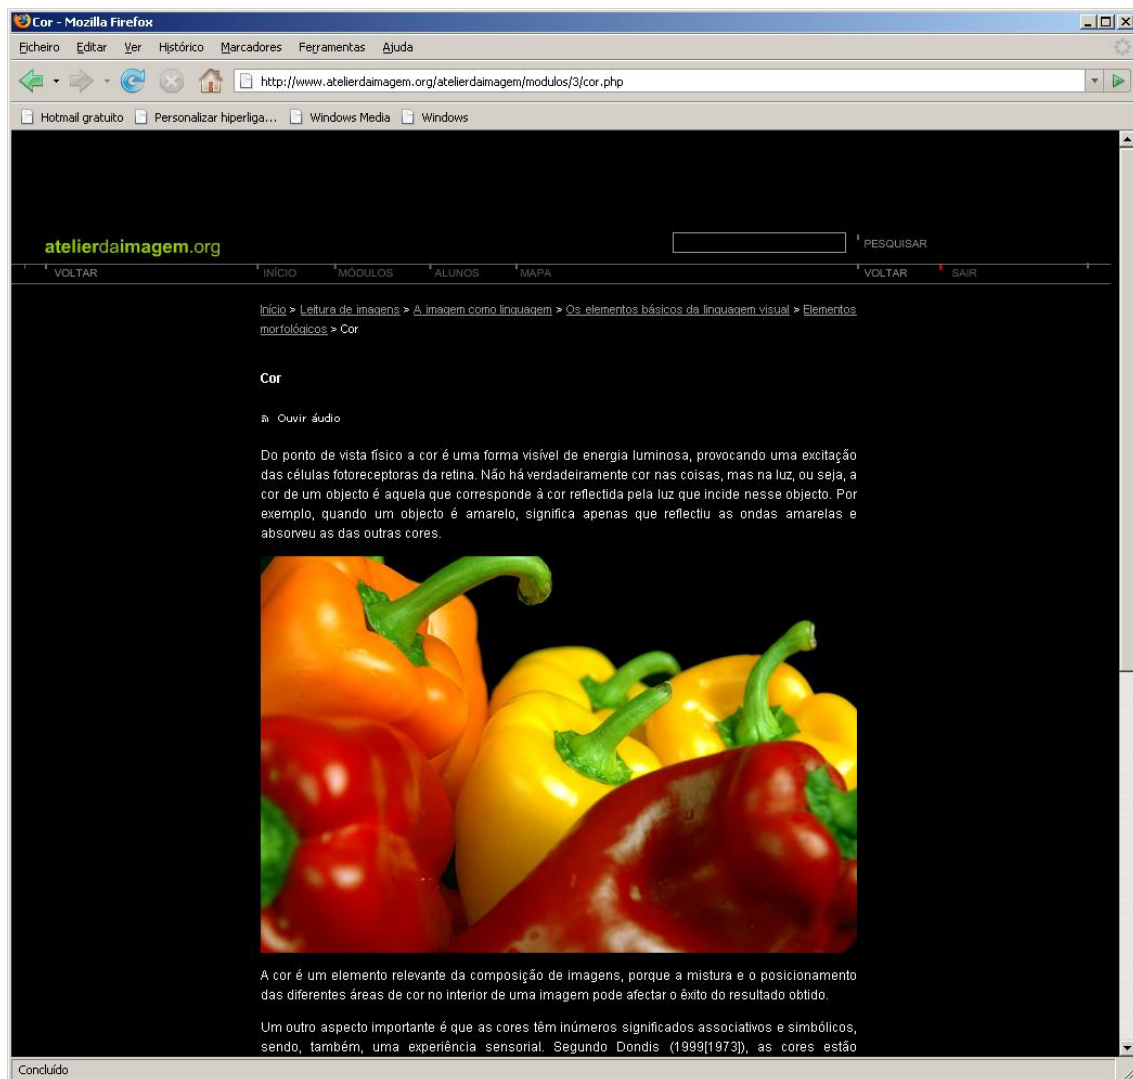 Cor - Mozilla Firefox
Ficheiro Editar Ver Histórico Marcadores Ferramentas Ajuda
http://www.atelierdaimagem.org/atelierdaimagem/modulos/3/cor.php
Hotmail gratuito Personalizar hiperliga... Windows Media Windows
atelierdaimagem.org
PESQUISAR
VOLTAR INÍCIO MÓDULOS ALUNOS MAPA VOLTAR SAIR
Início > Leitura de imagens > A imagem como linguagem > Os elementos básicos da linguagem visual > Elementos
morfológicos > Cor
Cor
Ouvir áudio
Do ponto de vista físico a cor é uma forma visível de energia luminosa, provocando uma excitação
das células fotoreceptoras da retina. Não há verdadeiramente cor nas coisas, mas na luz, ou seja, a
cor de um objecto é aquela que corresponde à cor reflectida pela luz que incide nesse objecto. Por
exemplo, quando um objecto é amarelo, significa apenas que reflectiu as ondas amarelas e
absorveu as das outras cores.
A cor é um elemento relevante da composição de imagens, porque a mistura e o posicionamento
das diferentes áreas de cor no interior de uma imagem pode afectar o êxito do resultado obtido.
Um outro aspecto importante é que as cores têm inúmeros significados associativos e simbólicos,
sendo, também, uma experiência sensorial. Segundo Dondis (1999[1973]), as cores estão
Concluído